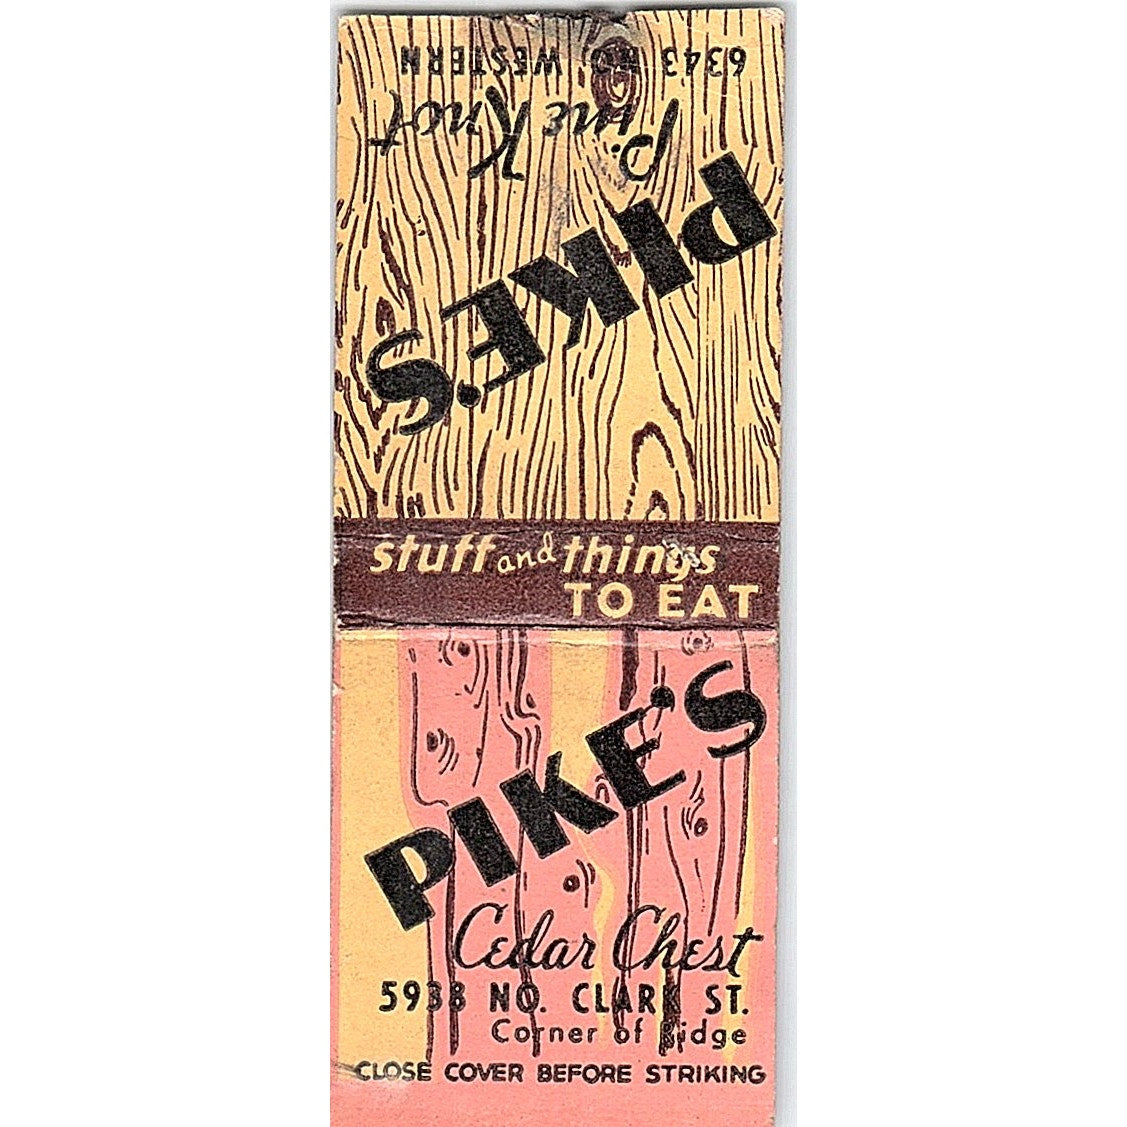 PIKE'S
Pine Knot
6343 NO. WESTERN
stuff and things
TO EAT
PIKE'S
Cedar Chest
5938 NO. CLARK ST.
Corner of Ridge
CLOSE COVER BEFORE STRIKING